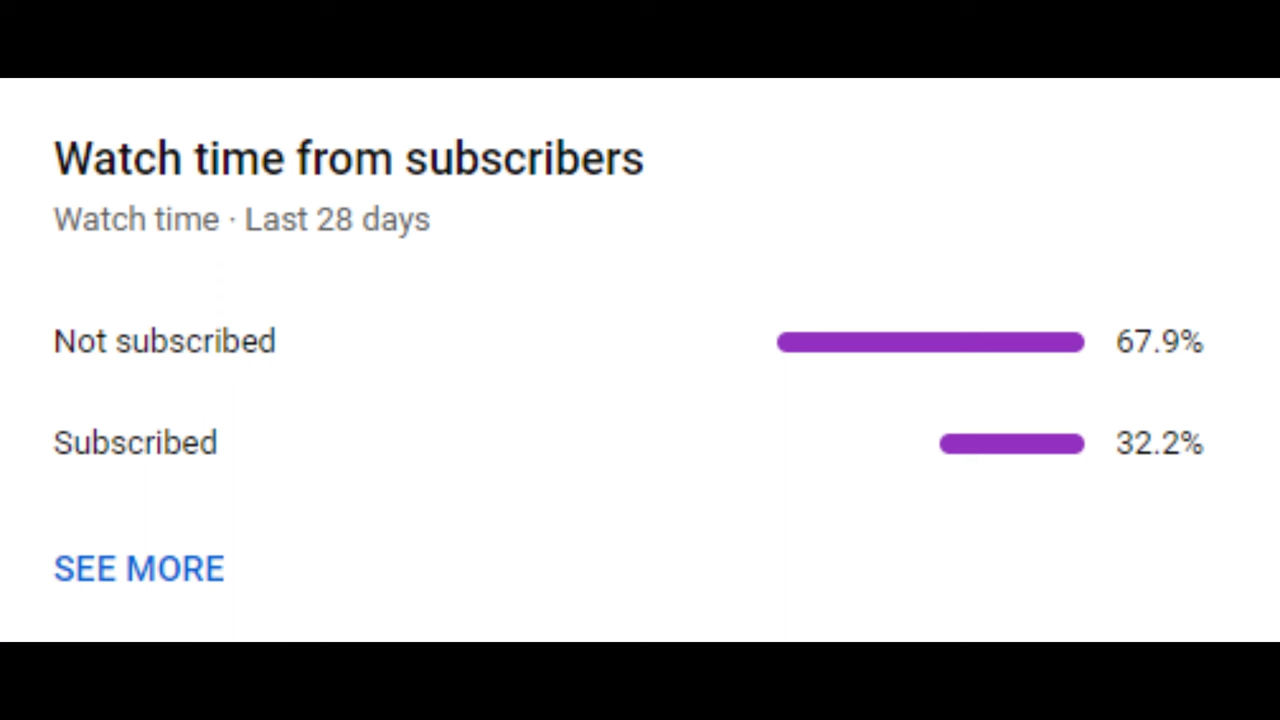 Watch time from subscribers
Watch time · Last 28 days
Not subscribed 67.9%
Subscribed 32.2%
SEE MORE